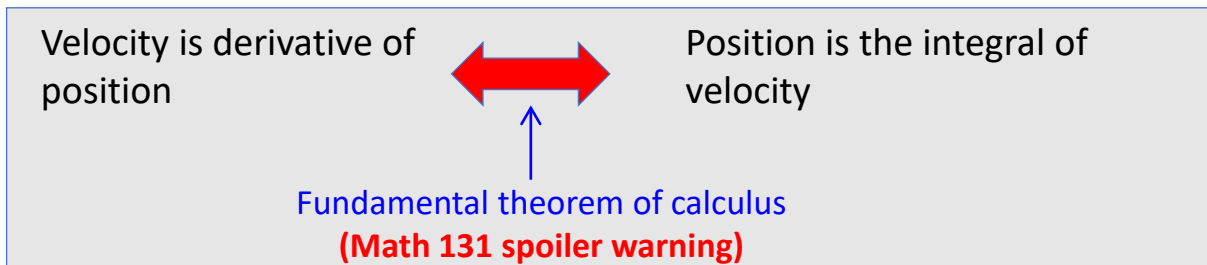 Velocity is derivative of
position
Position is the integral of
velocity
Fundamental theorem of calculus
(Math 131 spoiler warning)